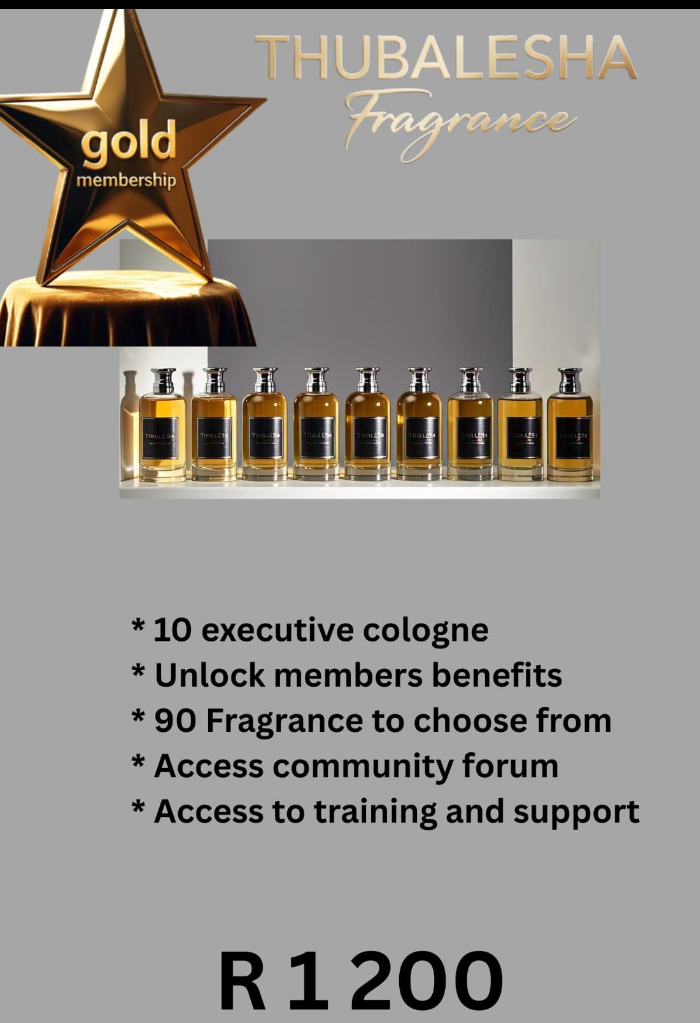 THUBALESHA
Fragrance
gold
membership
* 10 executive cologne
* Unlock members benefits
* 90 Fragrance to choose from
* Access community forum
* Access to training and support
R 1 200